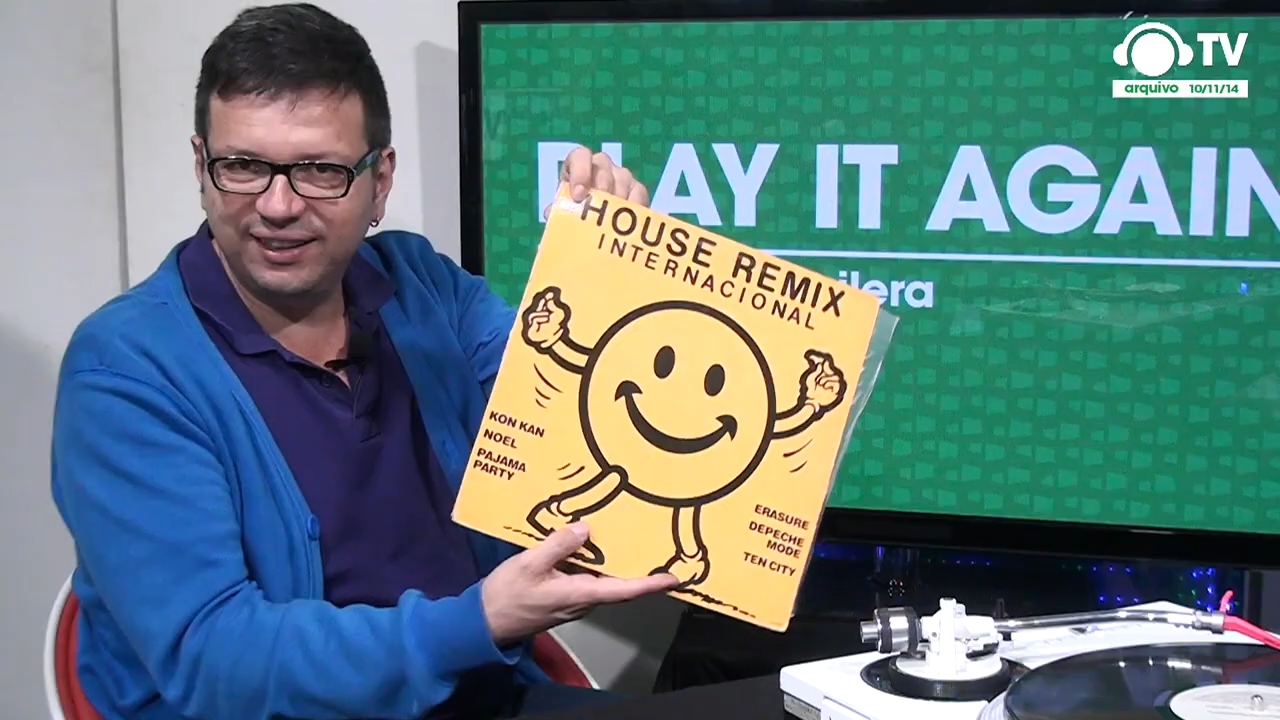 TV
arquivo 10/11/14
PLAY IT AGAIN
HOUSE REMIX
INTERNACIONAL
KON KAN
NOEL
PAJAMA
PARTY
ERASURE
DEPECHE
MODE
TEN CITY